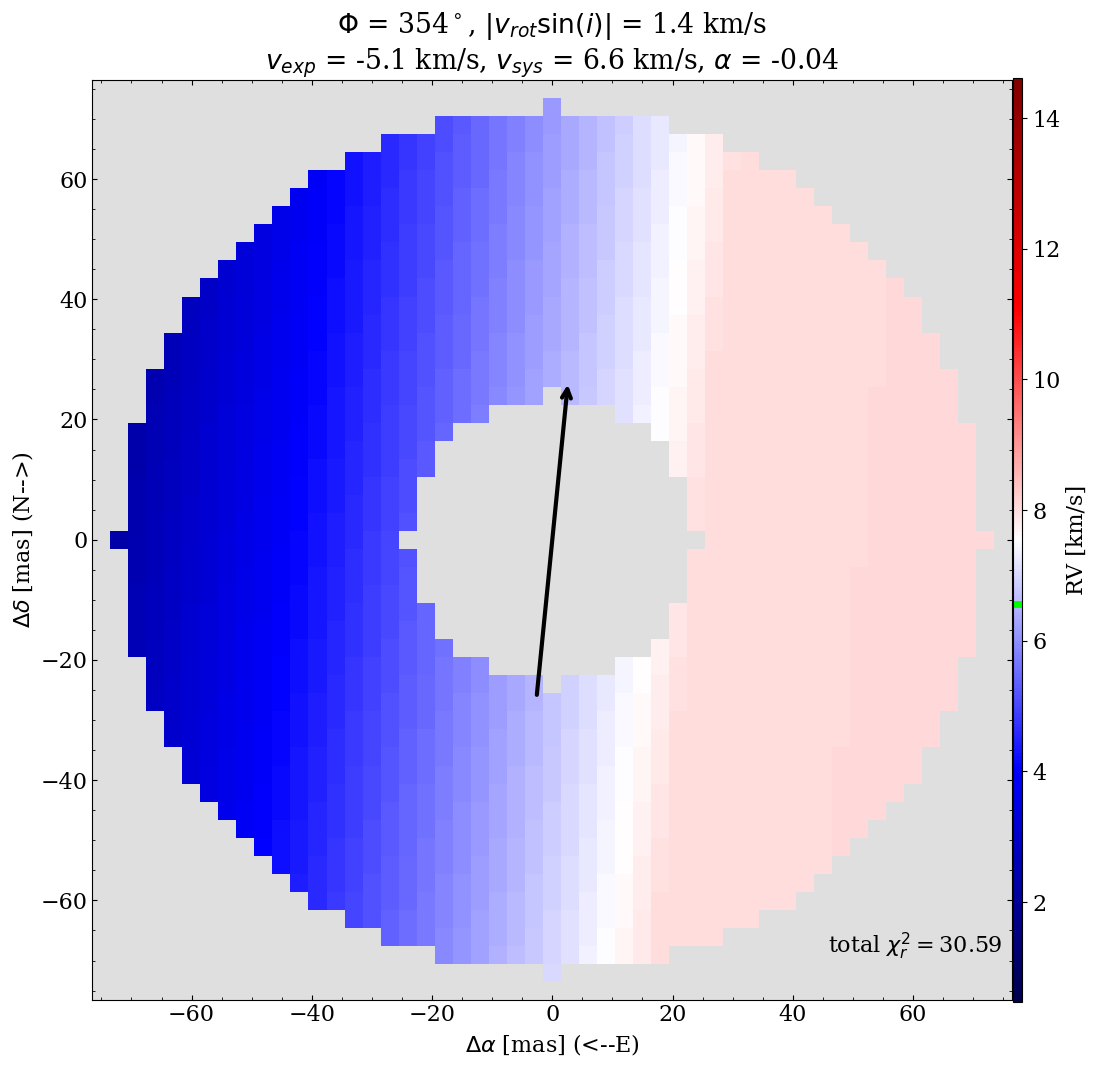 Φ = 354°, |v_rot sin(i)| = 1.4 km/s
v_exp = -5.1 km/s, v_sys = 6.6 km/s, α = -0.04
14
12
10
8
6
4
2
RV [km/s]
60
40
20
0
−20
−40
−60
Δδ [mas] (N-->)
total χ²_r = 30.59
−60 −40 −20 0 20 40 60
Δα [mas] (<--E)